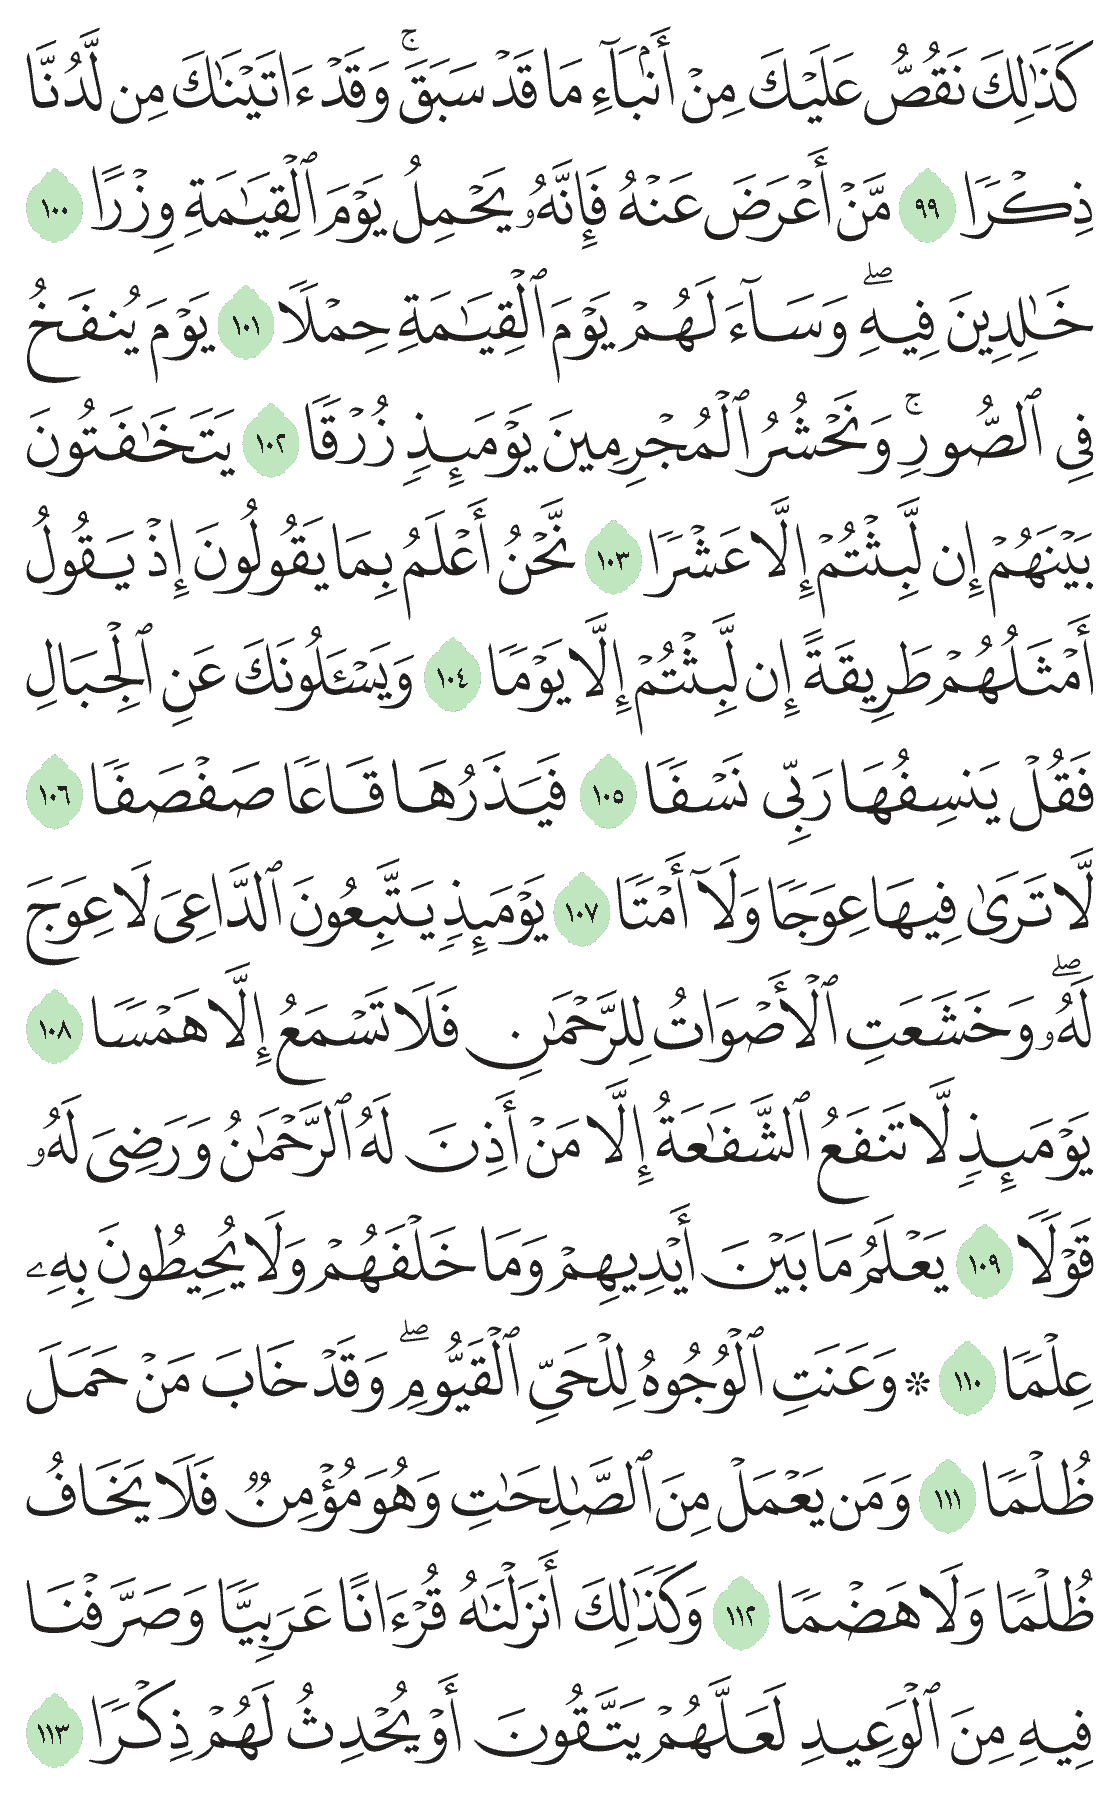 كَذَٰلِكَ نَقُصُّ عَلَيْكَ مِنْ أَنۢبَآءِ مَا قَدْ سَبَقَ ۚ وَقَدْ ءَاتَيْنَٰكَ مِن لَّدُنَّا
ذِكْرًا ٩٩ مَّنْ أَعْرَضَ عَنْهُ فَإِنَّهُۥ يَحْمِلُ يَوْمَ ٱلْقِيَٰمَةِ وِزْرًا ١٠٠
خَٰلِدِينَ فِيهِ ۖ وَسَآءَ لَهُمْ يَوْمَ ٱلْقِيَٰمَةِ حِمْلًا ١٠١ يَوْمَ يُنفَخُ
فِى ٱلصُّورِ ۚ وَنَحْشُرُ ٱلْمُجْرِمِينَ يَوْمَئِذٍ زُرْقًا ١٠٢ يَتَخَٰفَتُونَ
بَيْنَهُمْ إِن لَّبِثْتُمْ إِلَّا عَشْرًا ١٠٣ نَّحْنُ أَعْلَمُ بِمَا يَقُولُونَ إِذْ يَقُولُ
أَمْثَلُهُمْ طَرِيقَةً إِن لَّبِثْتُمْ إِلَّا يَوْمًا ١٠٤ وَيَسْـَٔلُونَكَ عَنِ ٱلْجِبَالِ
فَقُلْ يَنسِفُهَا رَبِّى نَسْفًا ١٠٥ فَيَذَرُهَا قَاعًا صَفْصَفًا ١٠٦
لَّا تَرَىٰ فِيهَا عِوَجًا وَلَآ أَمْتًا ١٠٧ يَوْمَئِذٍ يَتَّبِعُونَ ٱلدَّاعِىَ لَا عِوَجَ
لَهُۥ ۖ وَخَشَعَتِ ٱلْأَصْوَاتُ لِلرَّحْمَٰنِ فَلَا تَسْمَعُ إِلَّا هَمْسًا ١٠٨
يَوْمَئِذٍ لَّا تَنفَعُ ٱلشَّفَٰعَةُ إِلَّا مَنْ أَذِنَ لَهُ ٱلرَّحْمَٰنُ وَرَضِىَ لَهُۥ
قَوْلًا ١٠٩ يَعْلَمُ مَا بَيْنَ أَيْدِيهِمْ وَمَا خَلْفَهُمْ وَلَا يُحِيطُونَ بِهِۦ
عِلْمًا ١١٠ ۞ وَعَنَتِ ٱلْوُجُوهُ لِلْحَىِّ ٱلْقَيُّومِ ۖ وَقَدْ خَابَ مَنْ حَمَلَ
ظُلْمًا ١١١ وَمَن يَعْمَلْ مِنَ ٱلصَّٰلِحَٰتِ وَهُوَ مُؤْمِنٌ فَلَا يَخَافُ
ظُلْمًا وَلَا هَضْمًا ١١٢ وَكَذَٰلِكَ أَنزَلْنَٰهُ قُرْءَانًا عَرَبِيًّا وَصَرَّفْنَا
فِيهِ مِنَ ٱلْوَعِيدِ لَعَلَّهُمْ يَتَّقُونَ أَوْ يُحْدِثُ لَهُمْ ذِكْرًا ١١٣